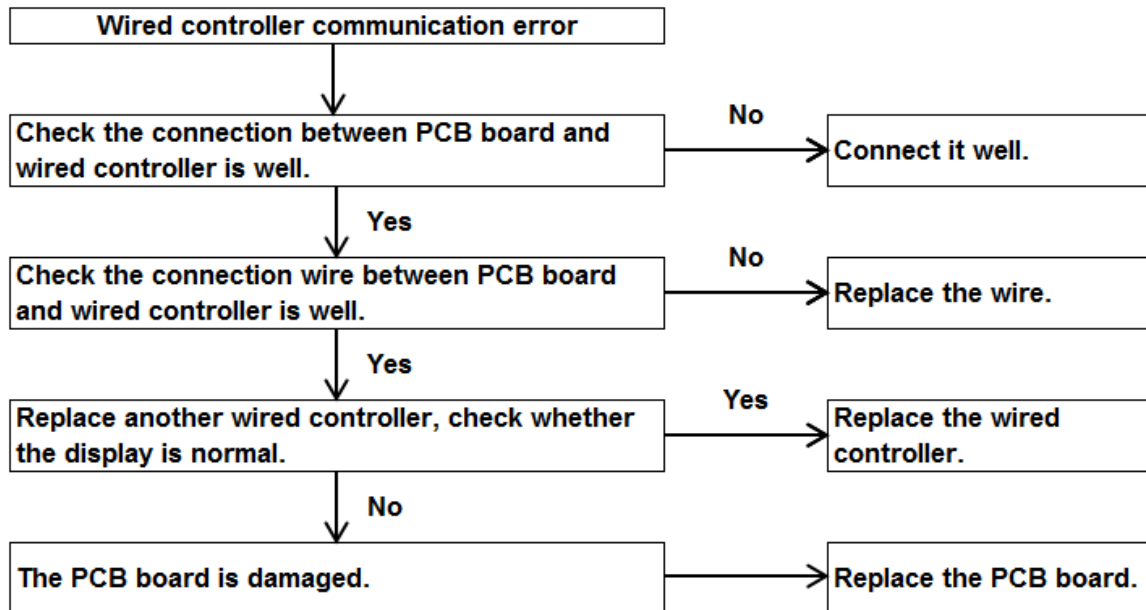 Wired controller communication error
Check the connection between PCB board and
wired controller is well.
No
Connect it well.
Yes
Check the connection wire between PCB board
and wired controller is well.
No
Replace the wire.
Yes
Replace another wired controller, check whether
the display is normal.
Yes
Replace the wired
controller.
No
The PCB board is damaged.
Replace the PCB board.